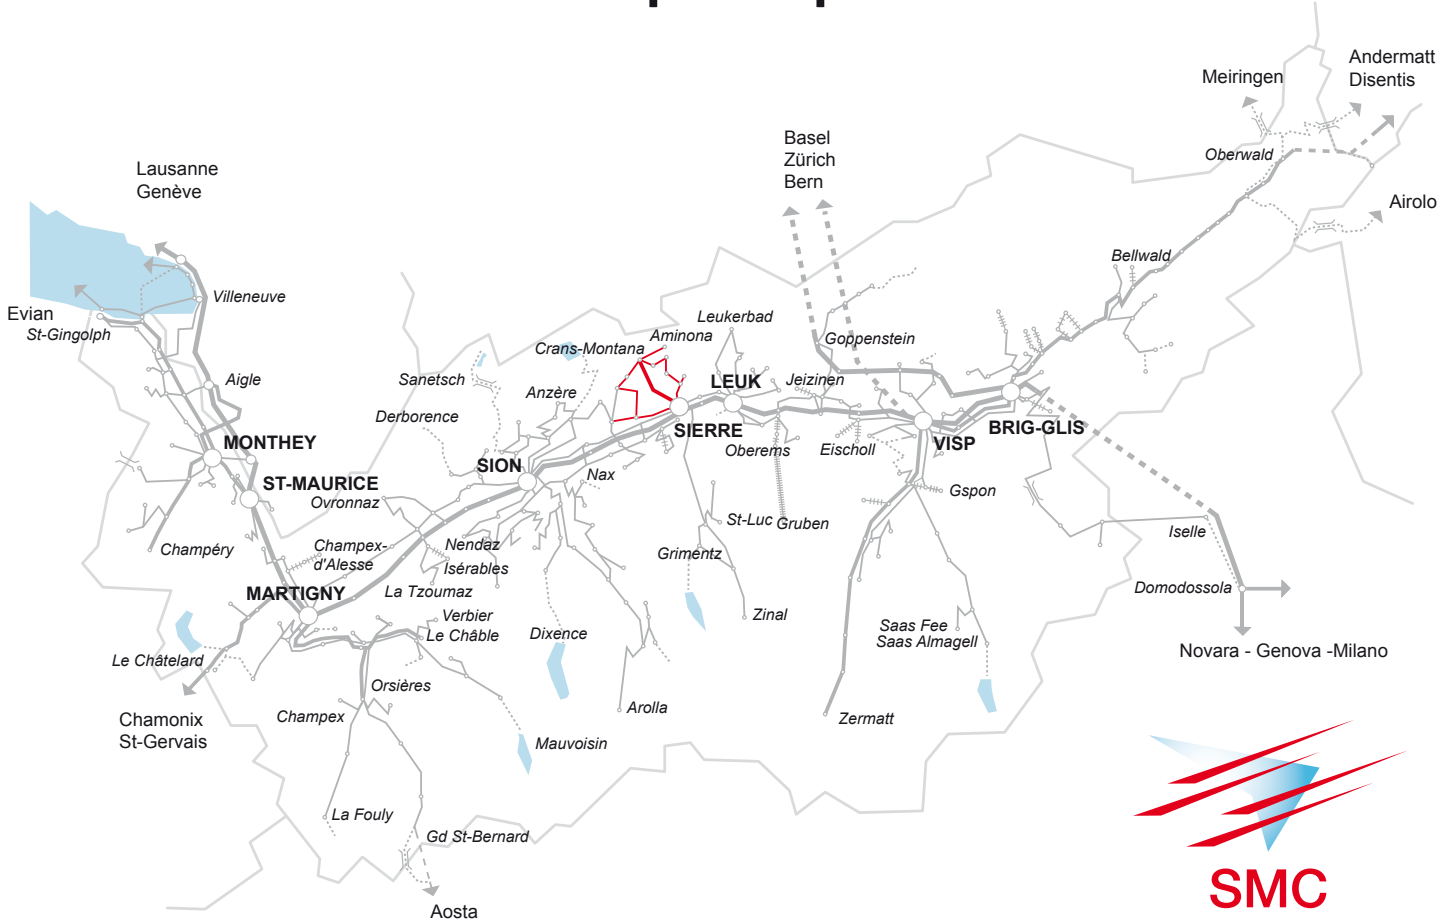 Andermatt
Disentis
Meiringen
Basel
Zürich
Bern
Oberwald
Lausanne
Genève
Airolo
Bellwald
Villeneuve
Evian
St-Gingolph
Leukerbad
Aminona
Crans-Montana
Goppenstein
Aigle
Sanetsch
Anzère
LEUK
Jeizinen
Derborence
SIERRE
BRIG-GLIS
VISP
MONTHEY
Oberems
Eischoll
SION
Nax
ST-MAURICE
Ovronnaz
Gspon
St-Luc
Gruben
Iselle
Champéry
Champex-
d'Alesse
Nendaz
Isérables
Grimentz
MARTIGNY
La Tzoumaz
Domodossola
Verbier
Le Châble
Dixence
Zinal
Saas Fee
Saas Almagell
Novara - Genova -Milano
Le Châtelard
Orsières
Arolla
Zermatt
Champex
Chamonix
St-Gervais
Mauvoisin
La Fouly
Gd St-Bernard
SMC
Aosta